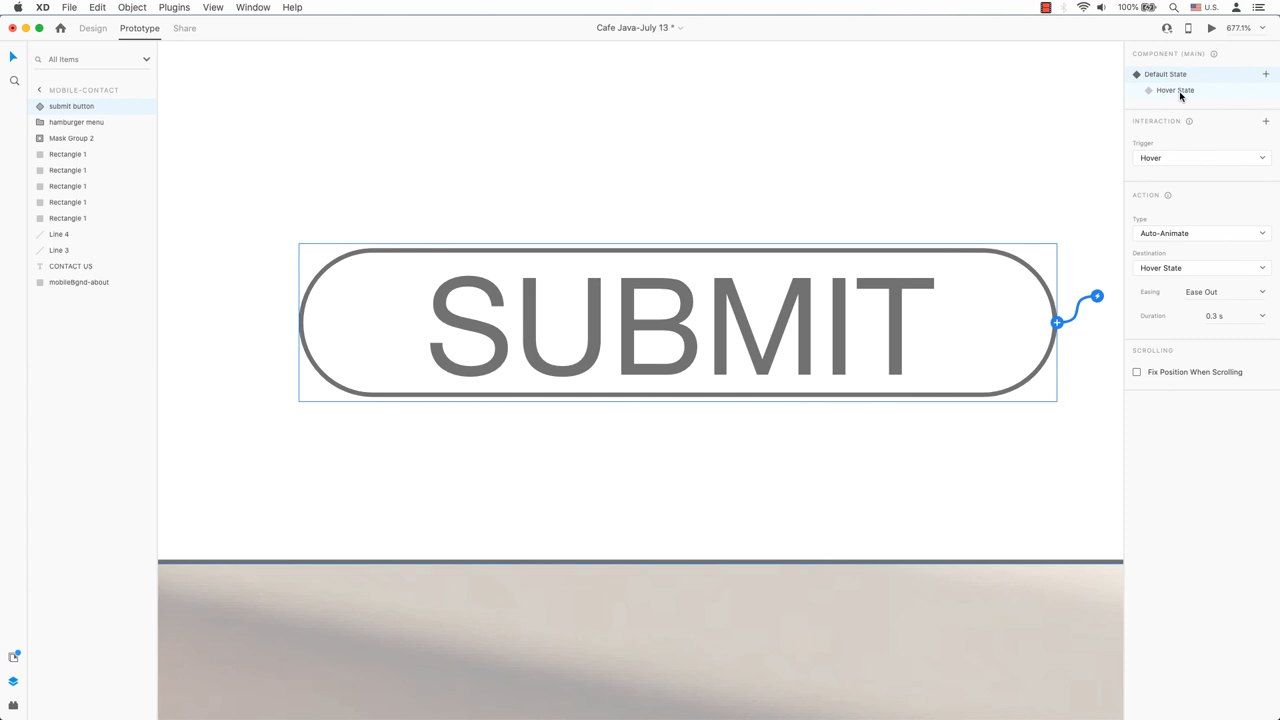 XD File Edit Object Plugins View Window Help
100% U.S.
Design Prototype Share
Cafe Java-July 13 *
677.1%
All Items
MOBILE-CONTACT
submit button
hamburger menu
Mask Group 2
Rectangle 1
Rectangle 1
Rectangle 1
Rectangle 1
Rectangle 1
Line 4
Line 3
CONTACT US
SUBMIT
COMPONENT (MAIN)
Default State
Hover State
INTERACTION
Trigger
Hover
ACTION
Type
Auto-Animate
Destination
Hover State
Easing Ease Out
Duration 0.3 s
SCROLLING
Fix Position When Scrolling